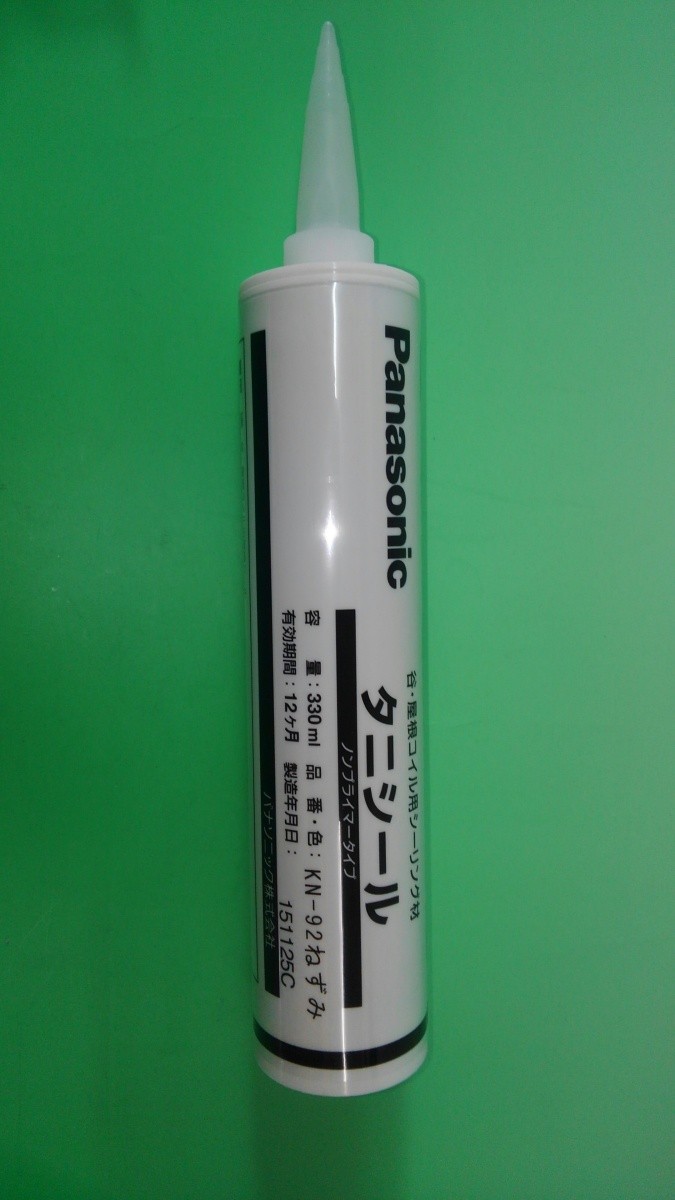 Panasonic
谷・屋根コイル用シーリング材
タニシール
ノンプライマータイプ
容　量：330ml　品　番・色：KN-92ねずみ
有効期間：12ヶ月　製造年月日：151125C
パナソニック株式会社